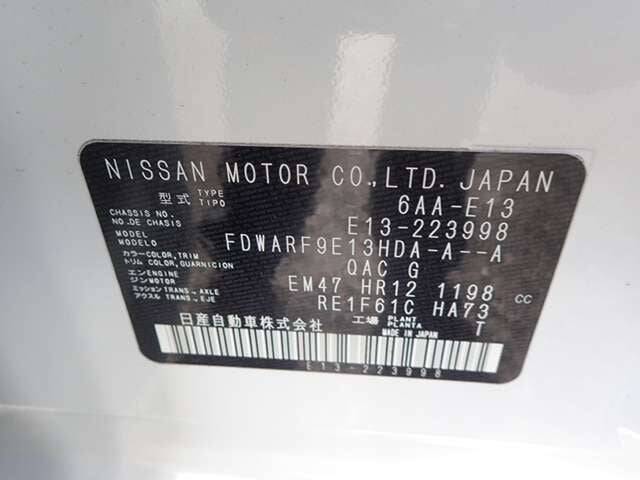 NISSAN MOTOR CO.,LTD. JAPAN
型式 TYPE TIPO 6AA-E13
CHASSIS NO. NO.DE CHASIS E13-223998
MODEL MODELO FDWARF9E13HDA-A--A
カラー COLOR, TRIM トリム COLOR, GUARNICION QAC G
エンジン ENGINE ジン MOTOR EM47 HR12 1198 CC
ミッション TRANS., AXLE アクスル TRANS., EJE RE1F61C HA73
日産自動車株式会社 工場 PLANT PLANTA MADE IN JAPAN T
E13-223998